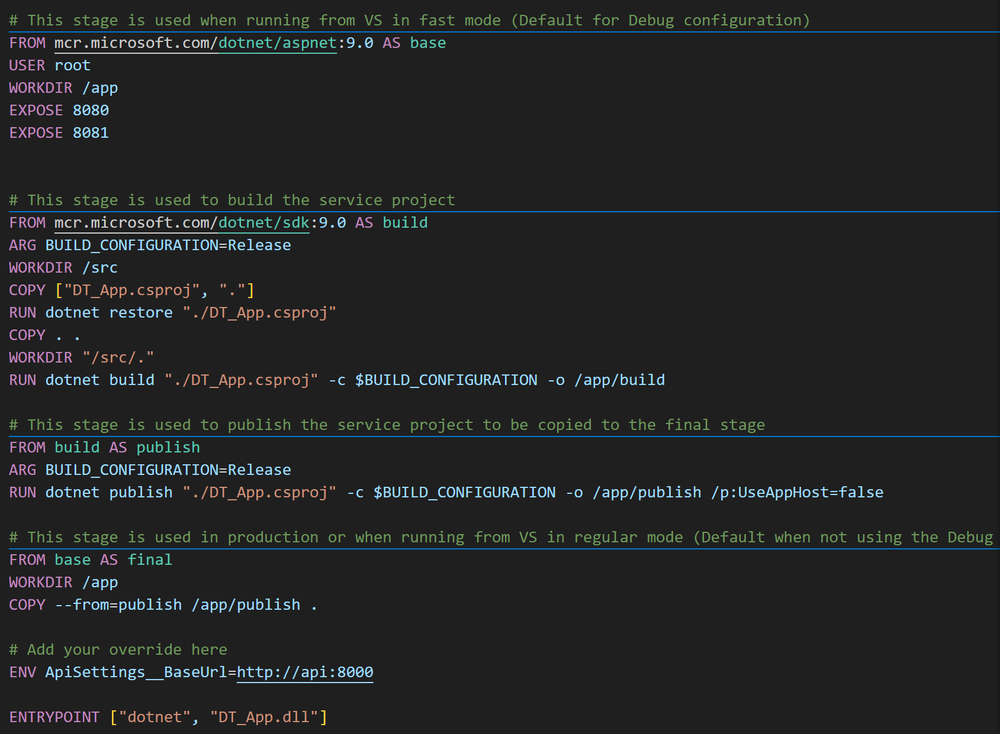 # This stage is used when running from VS in fast mode (Default for Debug configuration)
FROM mcr.microsoft.com/dotnet/aspnet:9.0 AS base
USER root
WORKDIR /app
EXPOSE 8080
EXPOSE 8081
# This stage is used to build the service project
FROM mcr.microsoft.com/dotnet/sdk:9.0 AS build
ARG BUILD_CONFIGURATION=Release
WORKDIR /src
COPY ["DT_App.csproj", "."]
RUN dotnet restore "./DT_App.csproj"
COPY . .
WORKDIR "/src/."
RUN dotnet build "./DT_App.csproj" -c $BUILD_CONFIGURATION -o /app/build
# This stage is used to publish the service project to be copied to the final stage
FROM build AS publish
ARG BUILD_CONFIGURATION=Release
RUN dotnet publish "./DT_App.csproj" -c $BUILD_CONFIGURATION -o /app/publish /p:UseAppHost=false
# This stage is used in production or when running from VS in regular mode (Default when not using the Debug
FROM base AS final
WORKDIR /app
COPY --from=publish /app/publish .
# Add your override here
ENV ApiSettings__BaseUrl=http://api:8000
ENTRYPOINT ["dotnet", "DT_App.dll"]